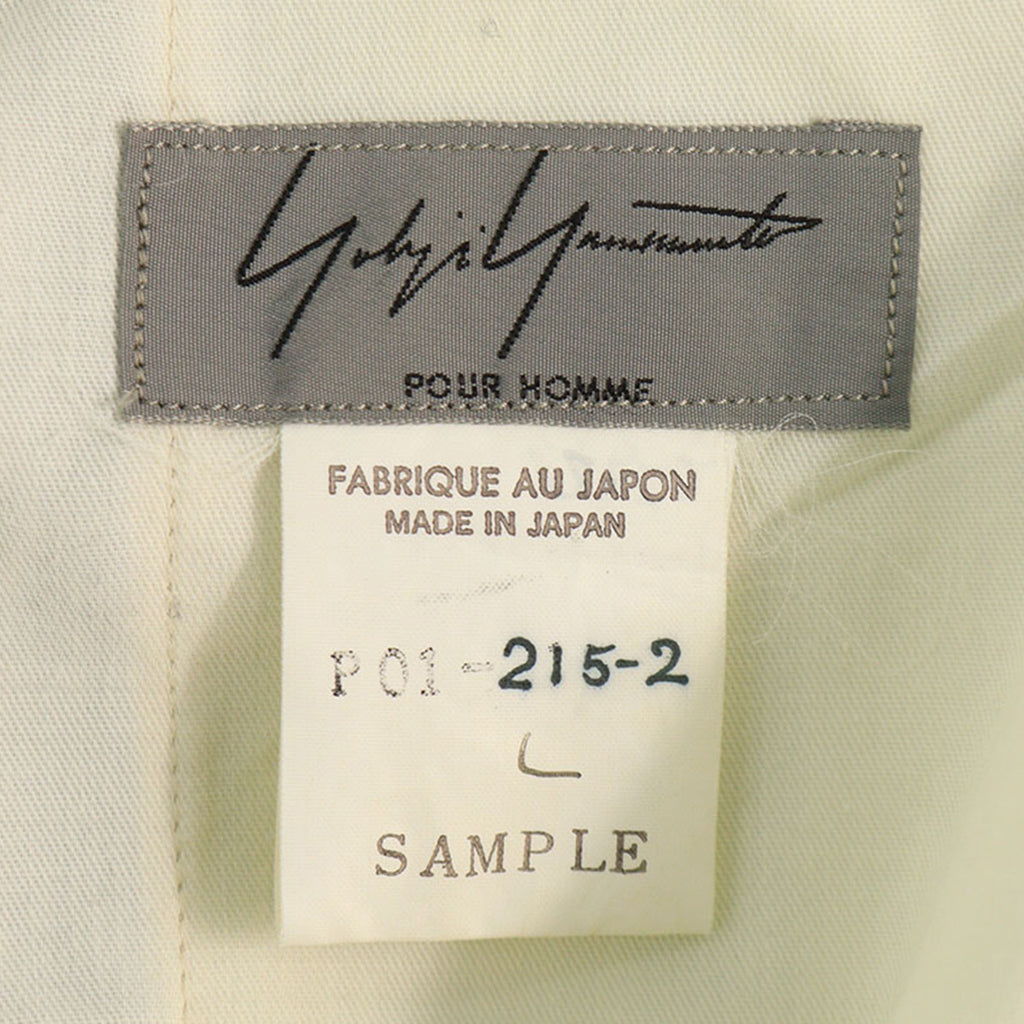 Yohji Yamamoto
POUR HOMME
FABRIQUE AU JAPON
MADE IN JAPAN
P01-215-2
L
SAMPLE